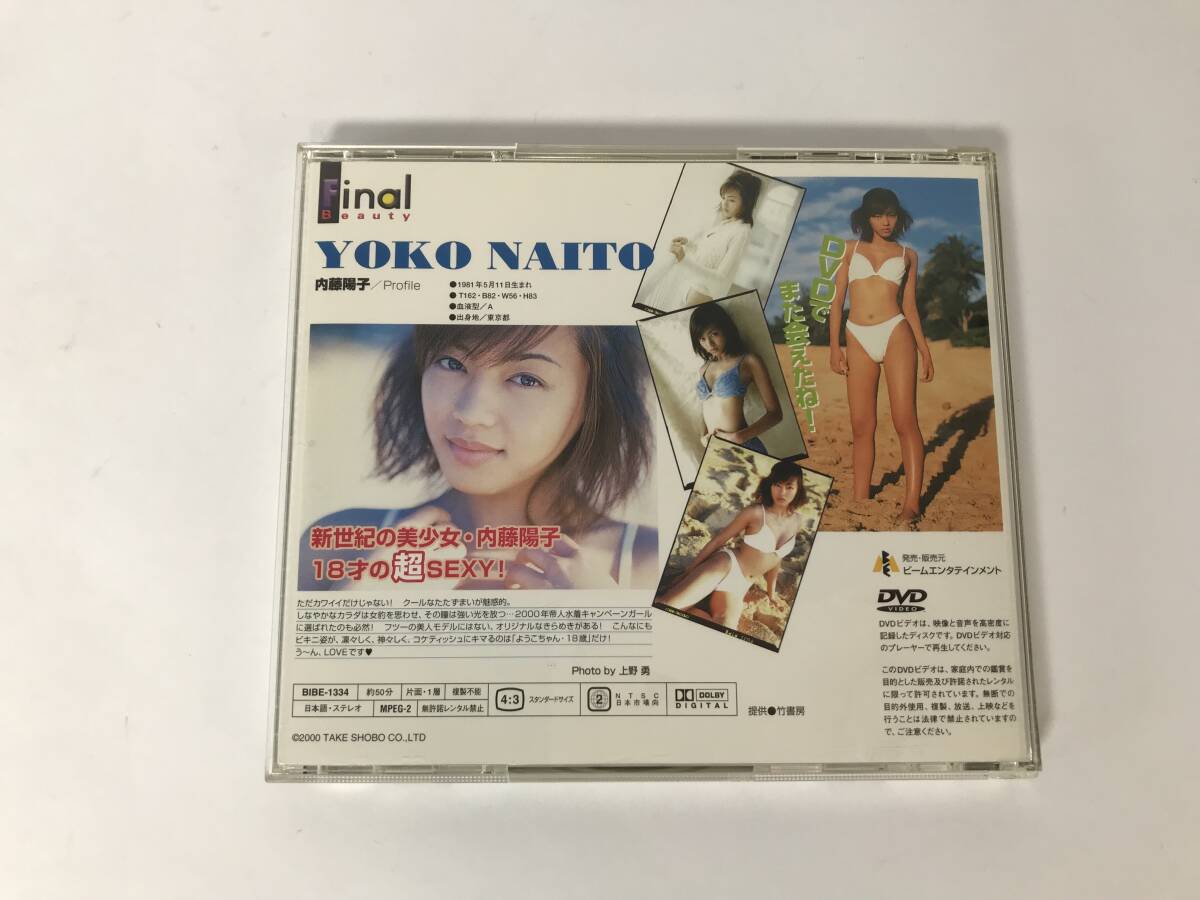 Final
Beauty
YOKO NAITO
内藤陽子／Profile
●1981年5月11日生まれ
●T162・B82・W56・H83
●血液型／A
●出身地／東京都
DVDで
また会えたね！
新世紀の美少女・内藤陽子
18才の超SEXY!
ただカワイイだけじゃない！　クールなたたずまいが魅惑的。
しなやかなカラダは女豹を思わせ、その瞳は強い光を放つ…2000年帝人水着キャンペーンガール
に選ばれたのも必然！　フツーの美人モデルにはない、オリジナルなきらめきがある！　こんなにも
ビキニ姿が、凛々しく、神々しく、コケティッシュにキマるのは「ようこちゃん・18歳」だけ！
う〜ん、LOVEです♥
Photo by 上野 勇
BIBE-1334 約50分 片面・1層 複製不能
日本語・ステレオ MPEG-2 無許諾レンタル禁止
4:3 スタンダードサイズ
2 NTSC 日本市場向
DOLBY DIGITAL
提供●竹書房
©2000 TAKE SHOBO CO.,LTD
発売・販売元
ビームエンタテインメント
DVD
VIDEO
DVDビデオは、映像と音声を高密度に
記録したディスクです。DVDビデオ対応
のプレーヤーで再生してください。
このDVDビデオは、家庭内での鑑賞を
目的とした販売及び許諾されたレンタル
に限って許可されています。無断での
目的外使用、複製、放送、上映などを
行うことは法律で禁止されていますの
で、ご注意ください。